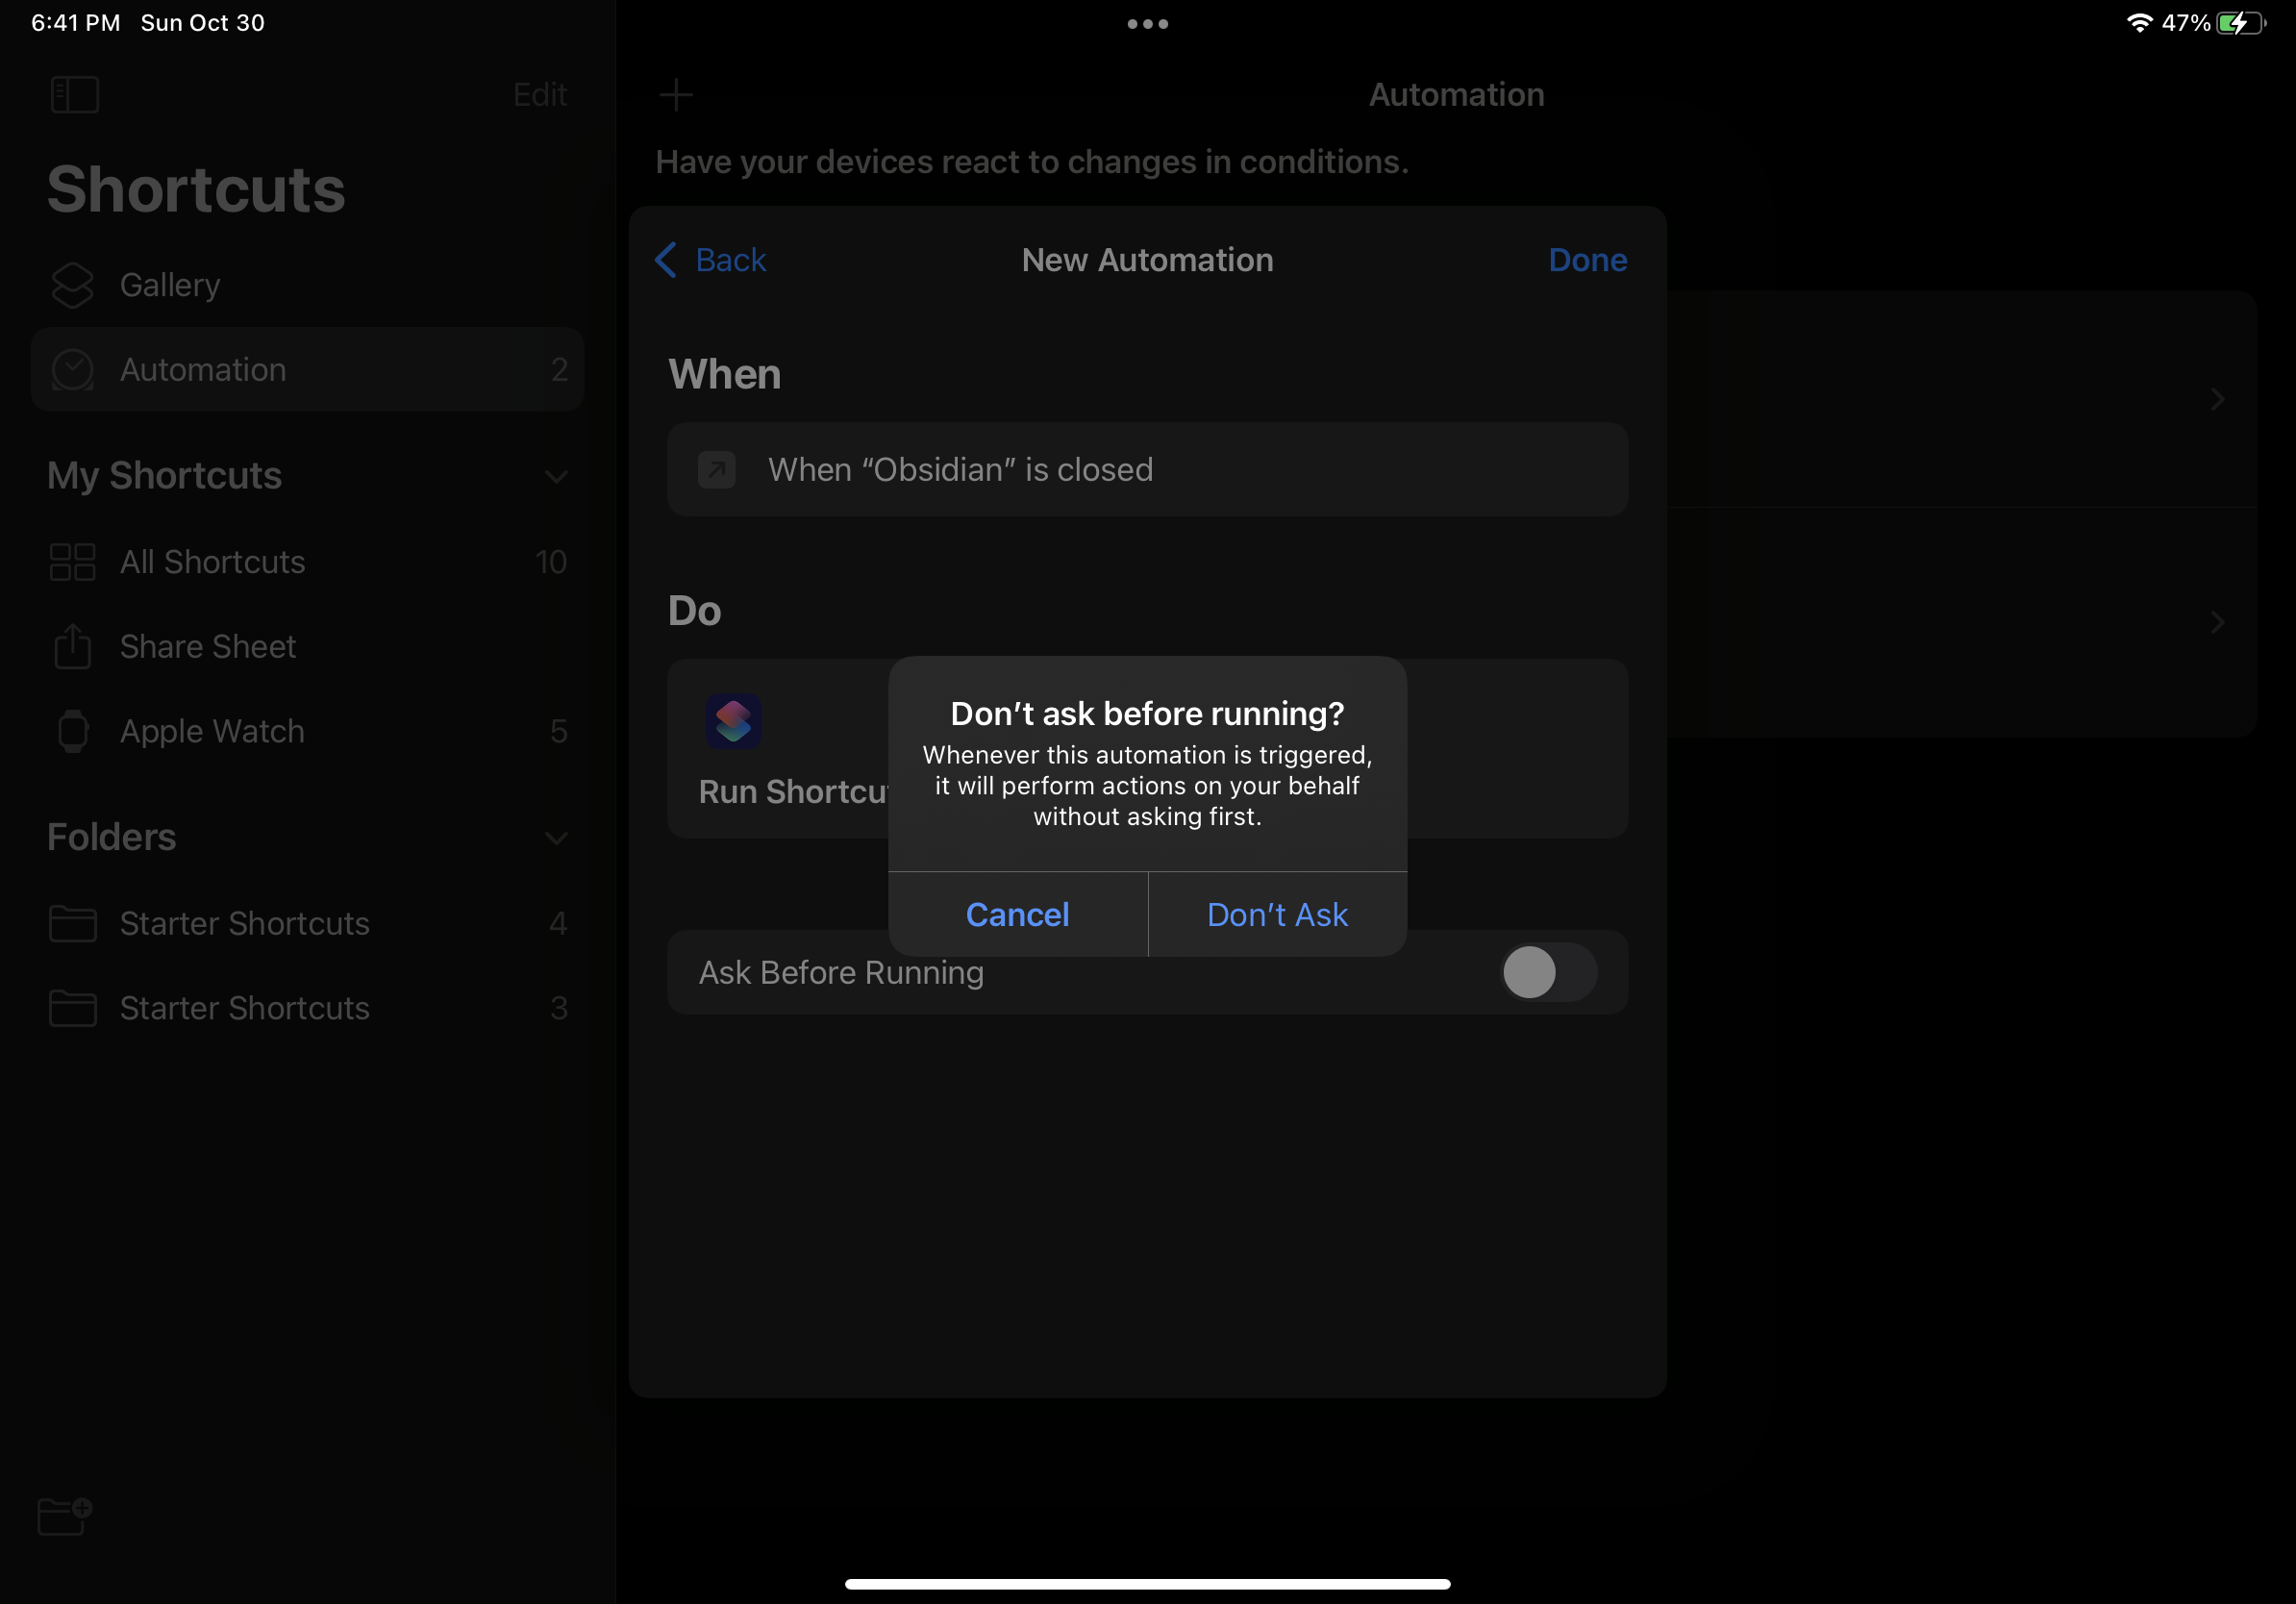 6:41 PM Sun Oct 30
47%
Edit
Shortcuts
Gallery
Automation 2
My Shortcuts
All Shortcuts 10
Share Sheet
Apple Watch 5
Folders
Starter Shortcuts 4
Starter Shortcuts 3
Automation
Have your devices react to changes in conditions.
Back
New Automation
Done
When
When “Obsidian” is closed
Do
Run Shortcu
Don’t ask before running?
Whenever this automation is triggered,
it will perform actions on your behalf
without asking first.
Cancel
Don’t Ask
Ask Before Running